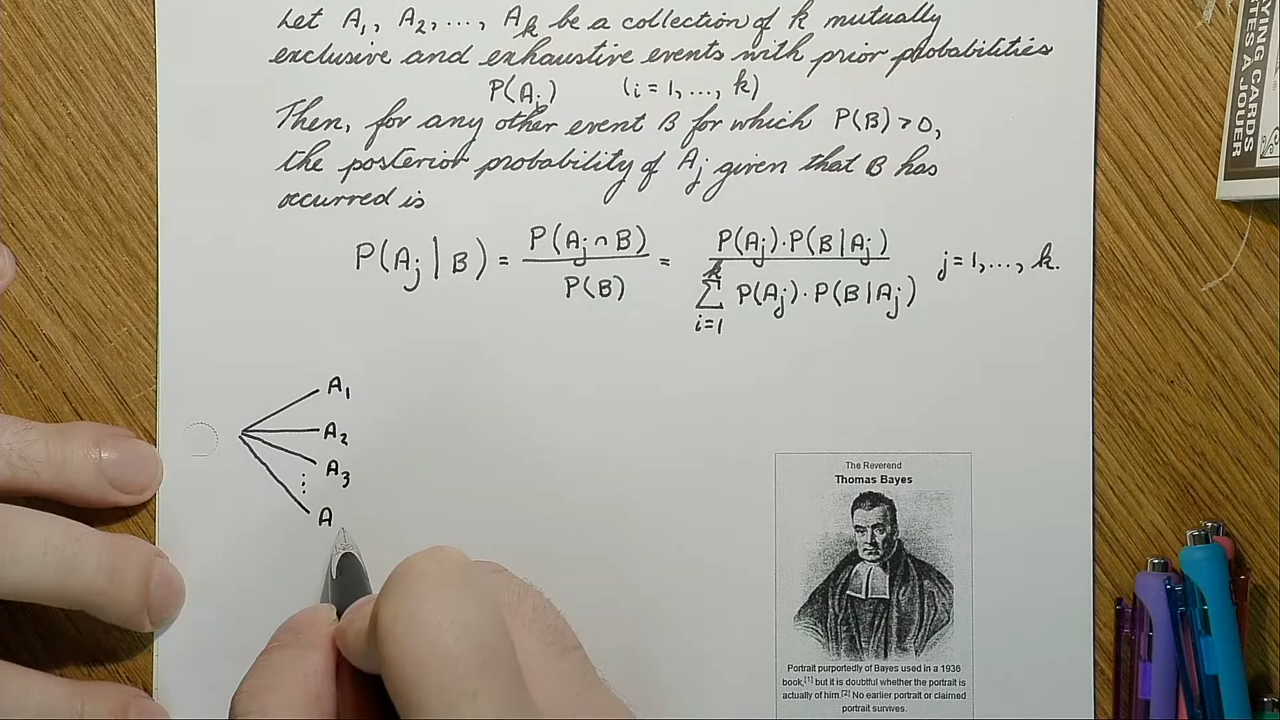 Let A₁, A₂, ..., Aₖ be a collection of k mutually
exclusive and exhaustive events with prior probabilities
P(Aᵢ) (i = 1, ..., k)
Then, for any other event B for which P(B) > 0,
the posterior probability of Aⱼ given that B has
occurred is
P(Aⱼ | B) = P(Aⱼ ∩ B) / P(B) = P(Aⱼ)·P(B|Aⱼ) / ∑ᵢ₌₁ᵏ P(Aⱼ)·P(B|Aⱼ) j = 1, ..., k.
A₁
A₂
A₃
⋮
A
The Reverend
Thomas Bayes
Portrait purportedly of Bayes used in a 1936
book,[1] but it is doubtful whether the portrait is
actually of him.[2] No earlier portrait or claimed
portrait survives.
YING CARDS
TES A JOUER